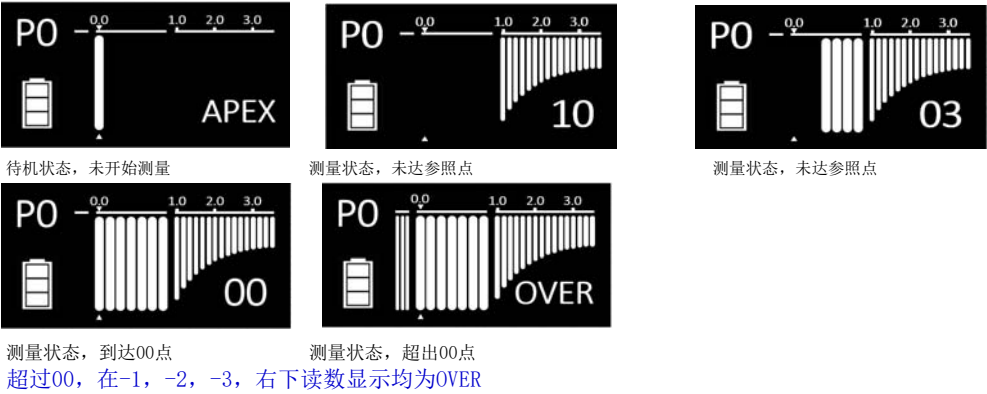 P0 0.0 1.0 2.0 3.0
APEX
待机状态，未开始测量
P0 0.0 1.0 2.0 3.0
10
测量状态，未达参照点
P0 0.0 1.0 2.0 3.0
03
测量状态，未达参照点
P0 0.0 1.0 2.0 3.0
00
测量状态，到达00点
P0 0.0 1.0 2.0 3.0
OVER
测量状态，超出00点
超过00，在-1，-2，-3，右下读数显示均为OVER